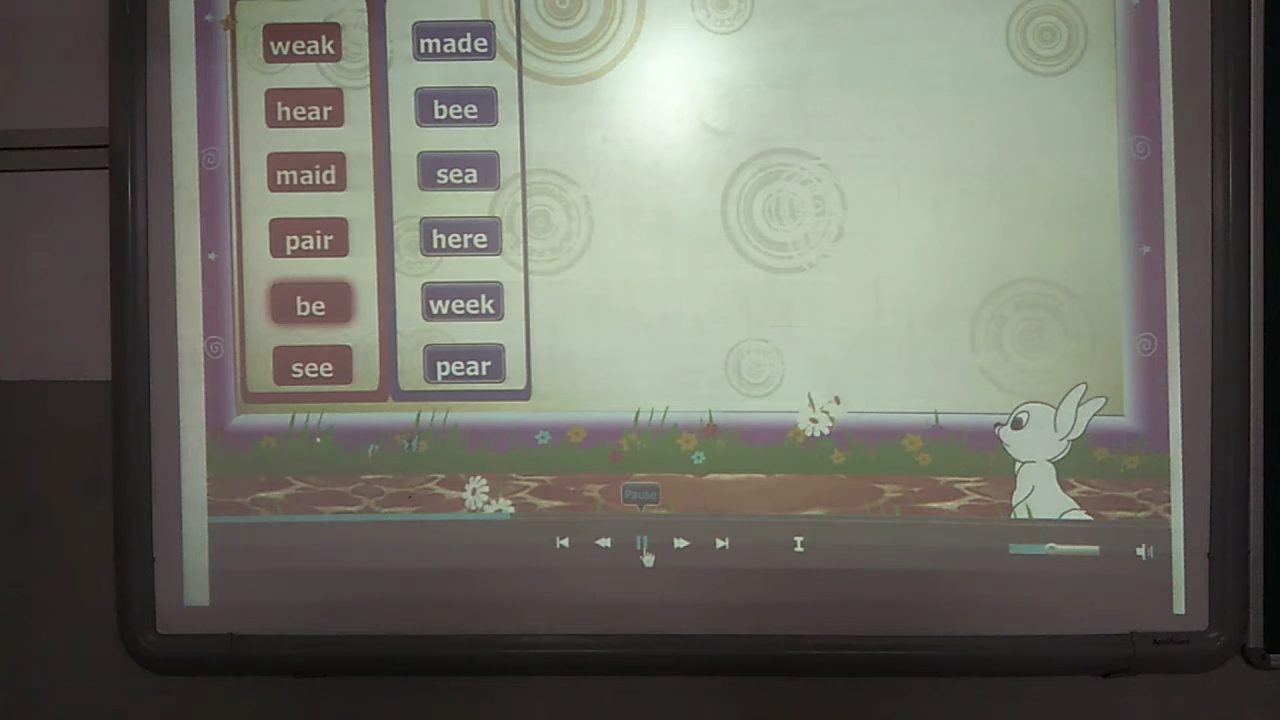 weak made
hear bee
maid sea
pair here
be week
see pear
Pause